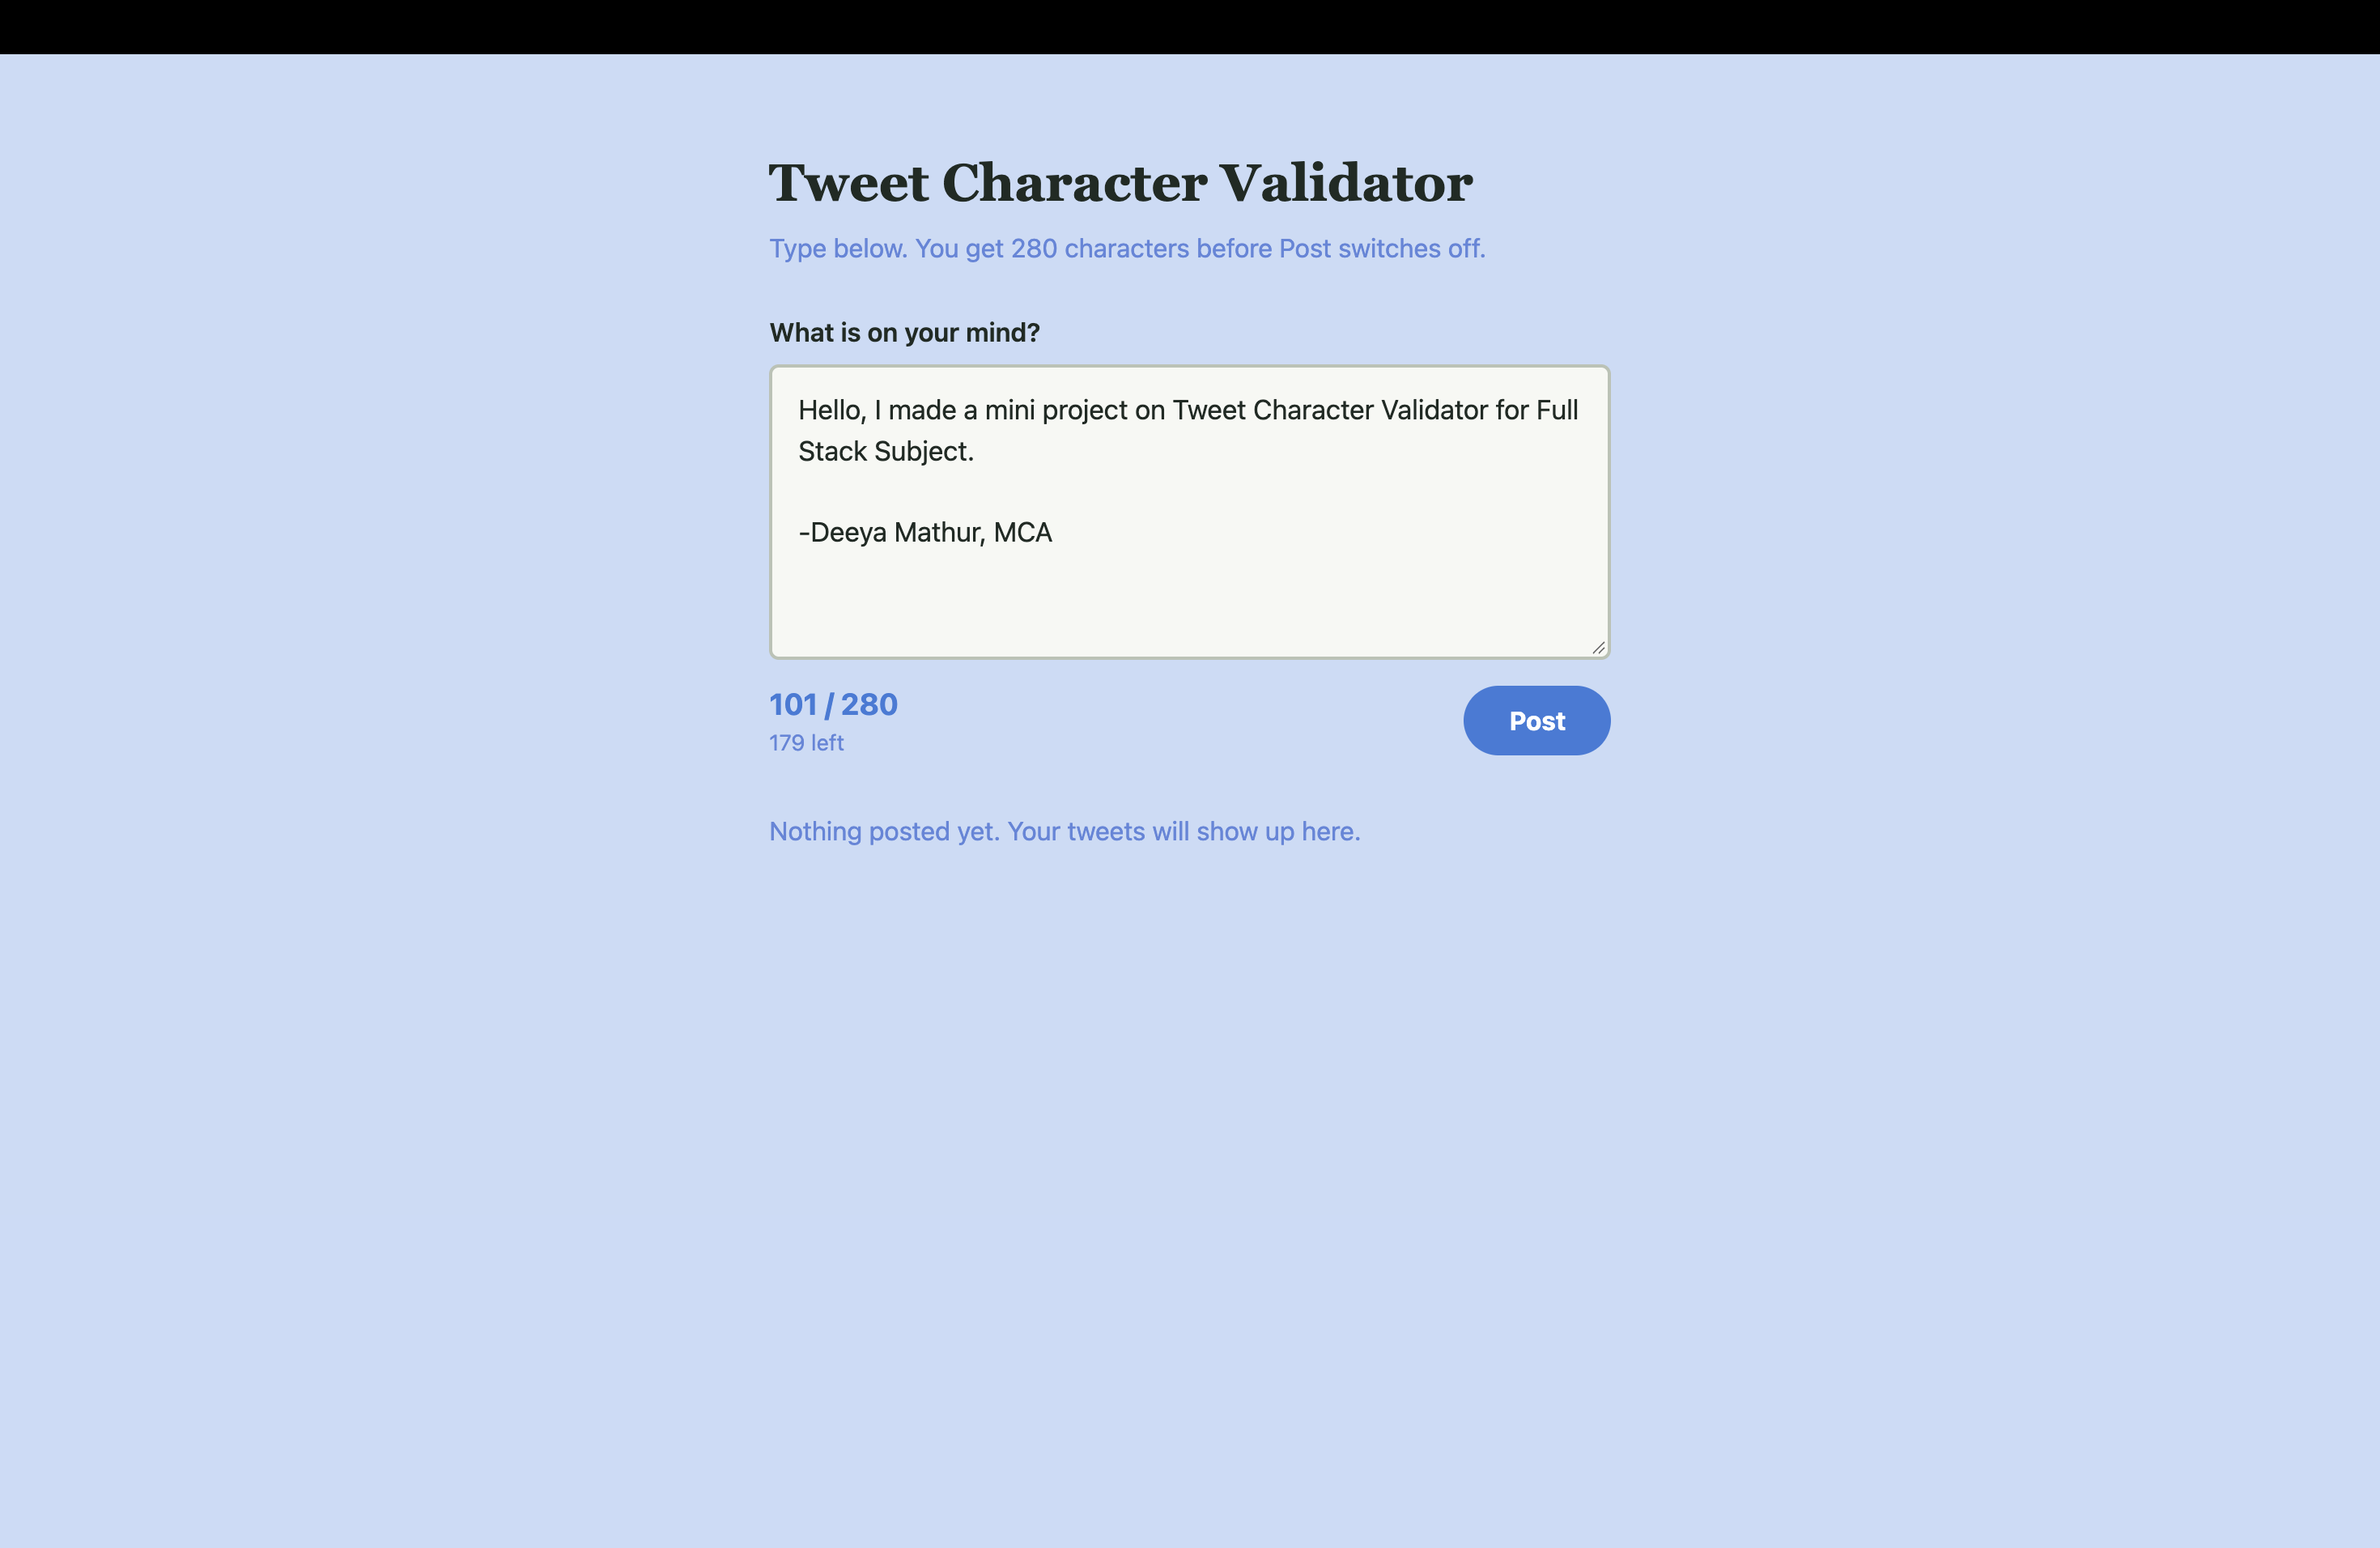 Tweet Character Validator
Type below. You get 280 characters before Post switches off.
What is on your mind?
Hello, I made a mini project on Tweet Character Validator for Full
Stack Subject.
-Deeya Mathur, MCA
101 / 280
179 left
Post
Nothing posted yet. Your tweets will show up here.